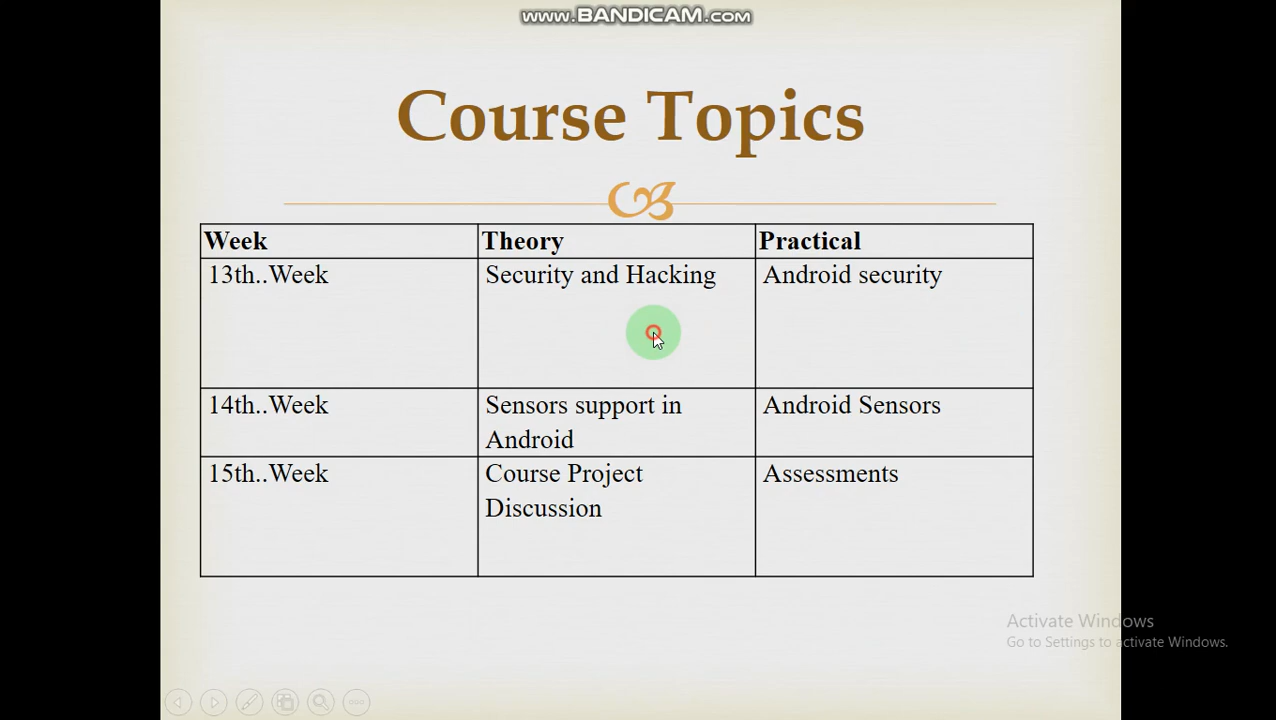 www.BANDICAM.com
Course Topics
Week Theory Practical
13th..Week Security and Hacking Android security
14th..Week Sensors support in Android Android Sensors
15th..Week Course Project Discussion Assessments
Activate Windows
Go to Settings to activate Windows.